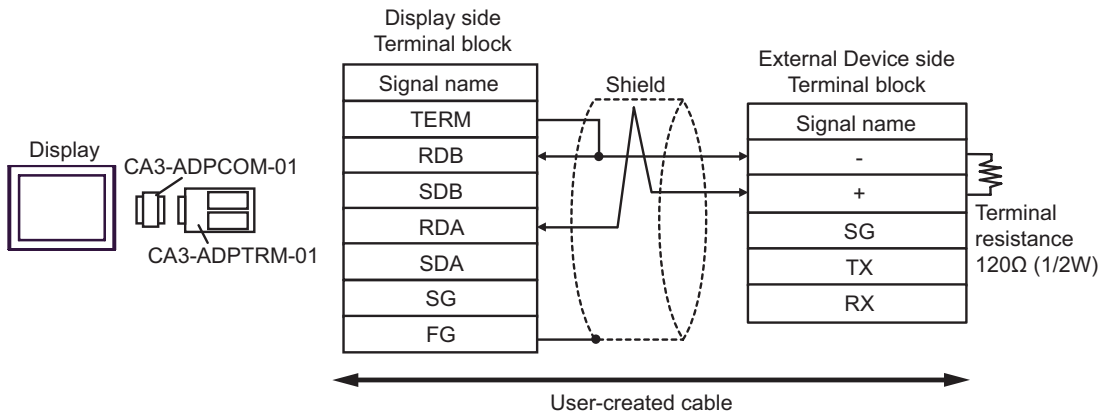 Display side
Terminal block
External Device side
Terminal block
Signal name
Shield
TERM
Signal name
RDB
-
Display
CA3-ADPCOM-01
SDB
+
RDA
SG
Terminal
resistance
120Ω (1/2W)
CA3-ADPTRM-01
SDA
TX
SG
RX
FG
User-created cable